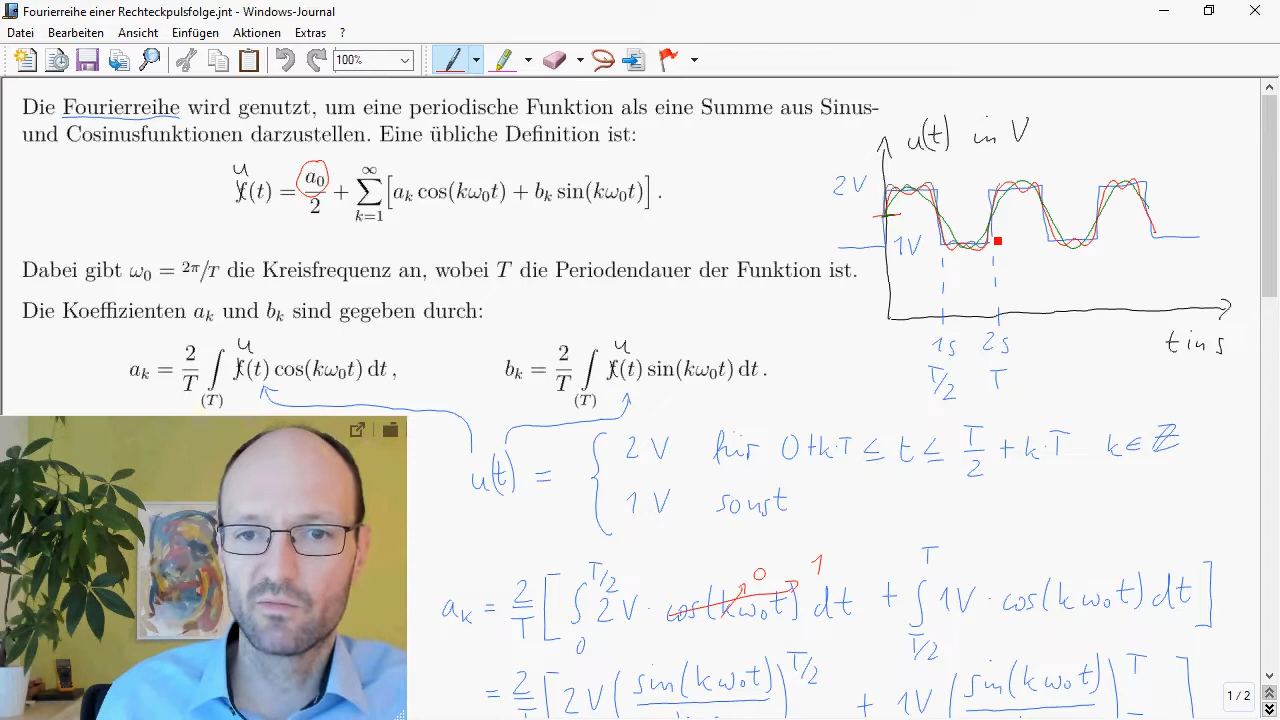 Fourierreihe einer Rechteckpulsfolge.jnt - Windows-Journal
Datei Bearbeiten Ansicht Einfügen Aktionen Extras ?
100%
Die Fourierreihe wird genutzt, um eine periodische Funktion als eine Summe aus Sinus-
und Cosinusfunktionen darzustellen. Eine übliche Definition ist:
u
f(t) = a₀/2 + ∑_{k=1}^{∞} [a_k cos(kω₀t) + b_k sin(kω₀t)] .
Dabei gibt ω₀ = 2π/T die Kreisfrequenz an, wobei T die Periodendauer der Funktion ist.
Die Koeffizienten a_k und b_k sind gegeben durch:
u u
a_k = 2/T ∫_(T) f(t) cos(kω₀t) dt , b_k = 2/T ∫_(T) f(t) sin(kω₀t) dt .
u(t) in V
2V
1V
1s 2s t in s
T/2 T
u(t) = { 2 V für 0+k·T ≤ t ≤ T/2 + k·T k ∈ ℤ
1 V sonst
0 1
a_k = 2/T [ ∫_0^{T/2} 2V · cos(kω₀t) dt + ∫_{T/2}^{T} 1V · cos(kω₀t) dt ]
= 2/T [ 2V ( sin(kω₀t) )^{T/2} + 1V ( sin(kω₀t) )^{T} ]
1 / 2